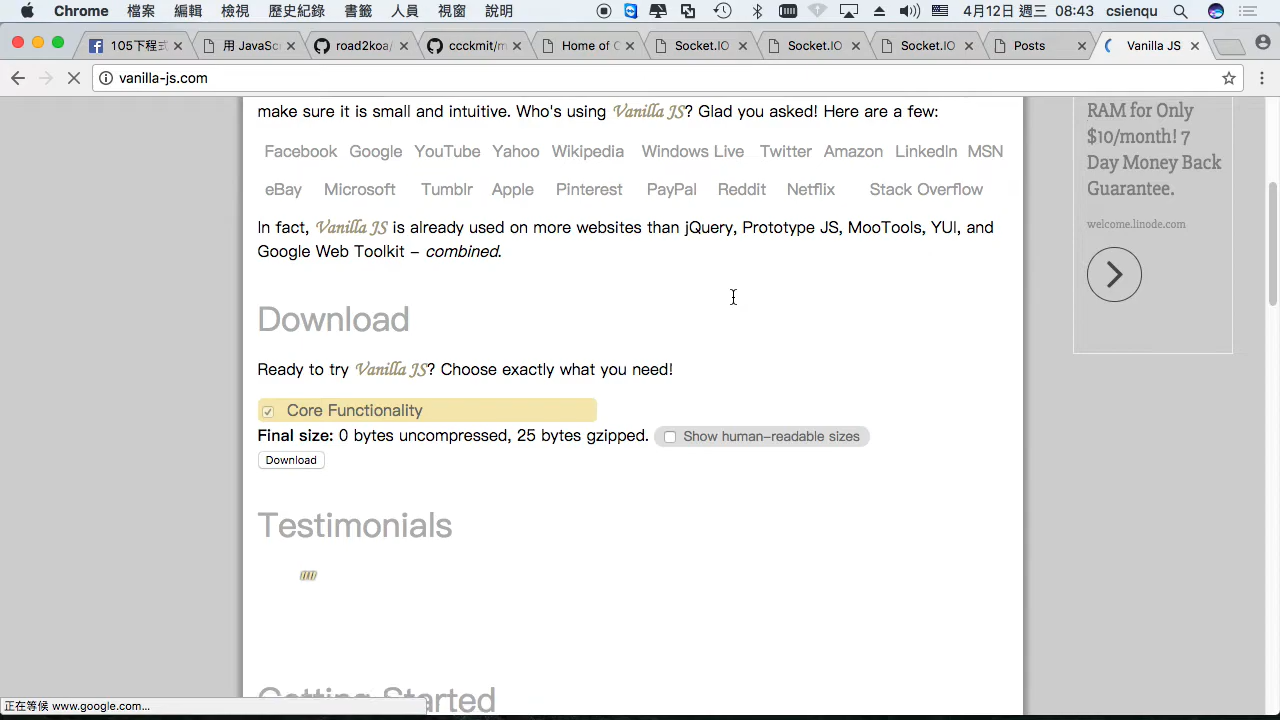 Chrome 檔案 編輯 檢視 歷史紀錄 書籤 人員 視窗 說明 4月12日 週三 08:43 csienqu
105下程式 用 JavaSc road2koa/ ccckmit/m Home of C Socket.IO Socket.IO Socket.IO Posts Vanilla JS
vanilla-js.com
make sure it is small and intuitive. Who's using Vanilla JS? Glad you asked! Here are a few:
Facebook Google YouTube Yahoo Wikipedia Windows Live Twitter Amazon LinkedIn MSN
eBay Microsoft Tumblr Apple Pinterest PayPal Reddit Netflix Stack Overflow
In fact, Vanilla JS is already used on more websites than jQuery, Prototype JS, MooTools, YUI, and
Google Web Toolkit – combined.
Download
Ready to try Vanilla JS? Choose exactly what you need!
Core Functionality
Final size: 0 bytes uncompressed, 25 bytes gzipped. Show human-readable sizes
Download
Testimonials
""
Getting Started
RAM for Only
$10/month! 7
Day Money Back
Guarantee.
welcome.linode.com
正在等候 www.google.com...